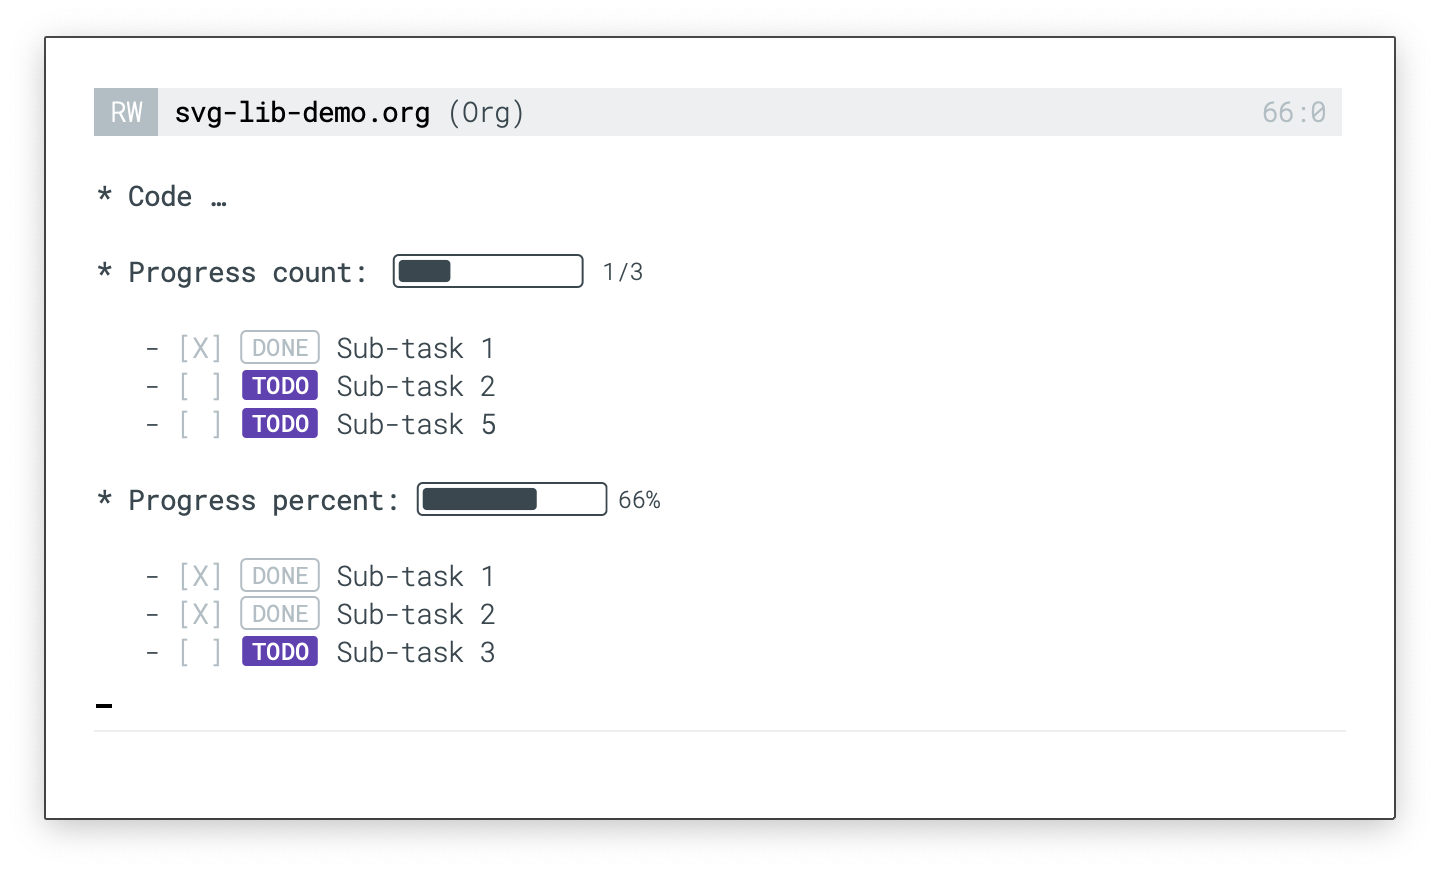 RW svg-lib-demo.org (Org) 66:0
* Code …
* Progress count: 1/3
- [X] DONE Sub-task 1
- [ ] TODO Sub-task 2
- [ ] TODO Sub-task 5
* Progress percent: 66%
- [X] DONE Sub-task 1
- [X] DONE Sub-task 2
- [ ] TODO Sub-task 3